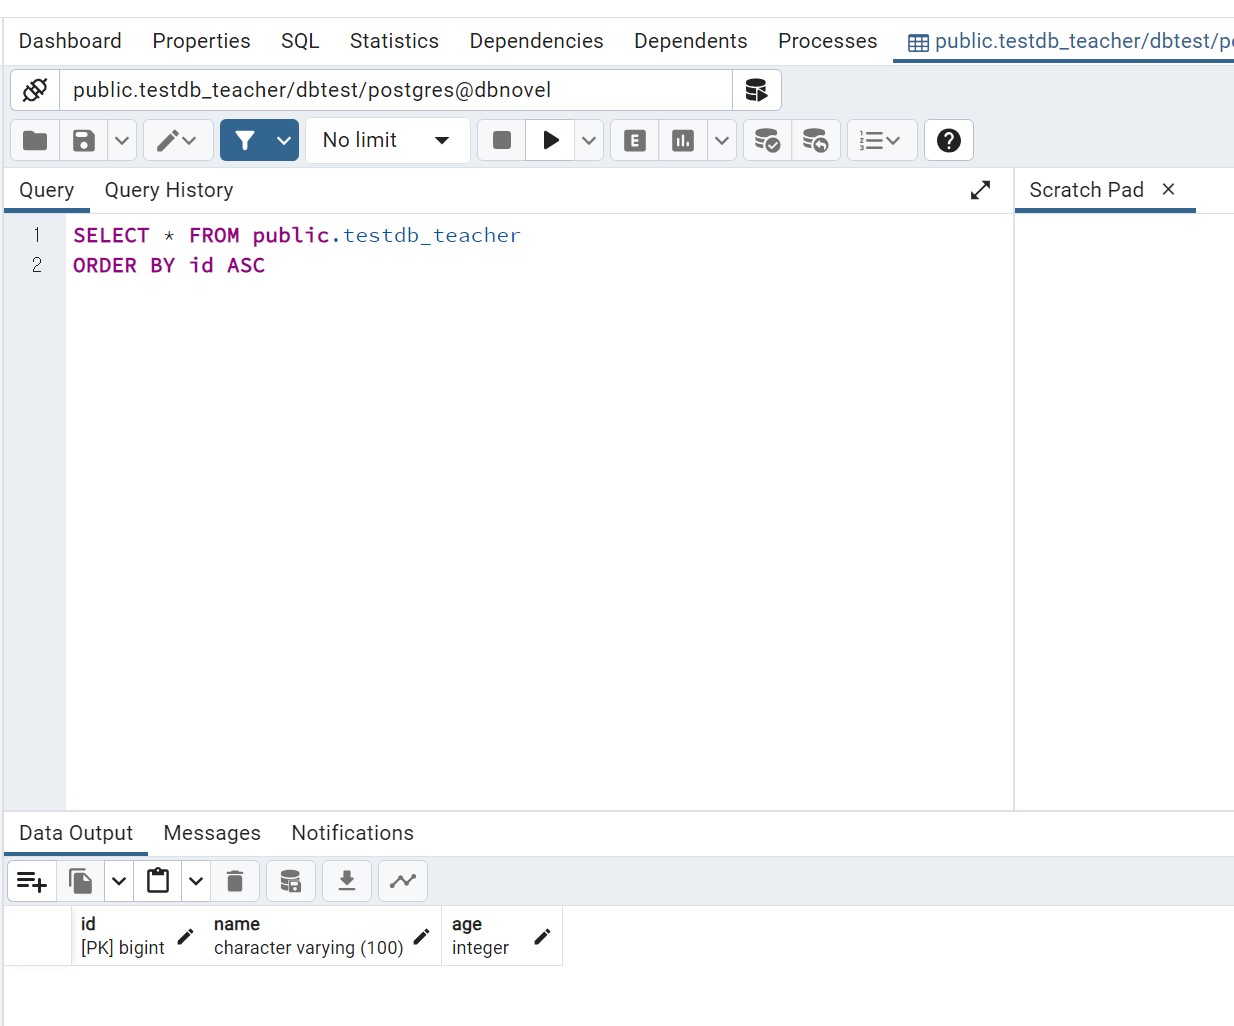 Dashboard Properties SQL Statistics Dependencies Dependents Processes public.testdb_teacher/dbtest/po
public.testdb_teacher/dbtest/postgres@dbnovel
No limit E
Query Query History Scratch Pad ×
1 SELECT * FROM public.testdb_teacher
2 ORDER BY id ASC
Data Output Messages Notifications
id name age
[PK] bigint character varying (100) integer